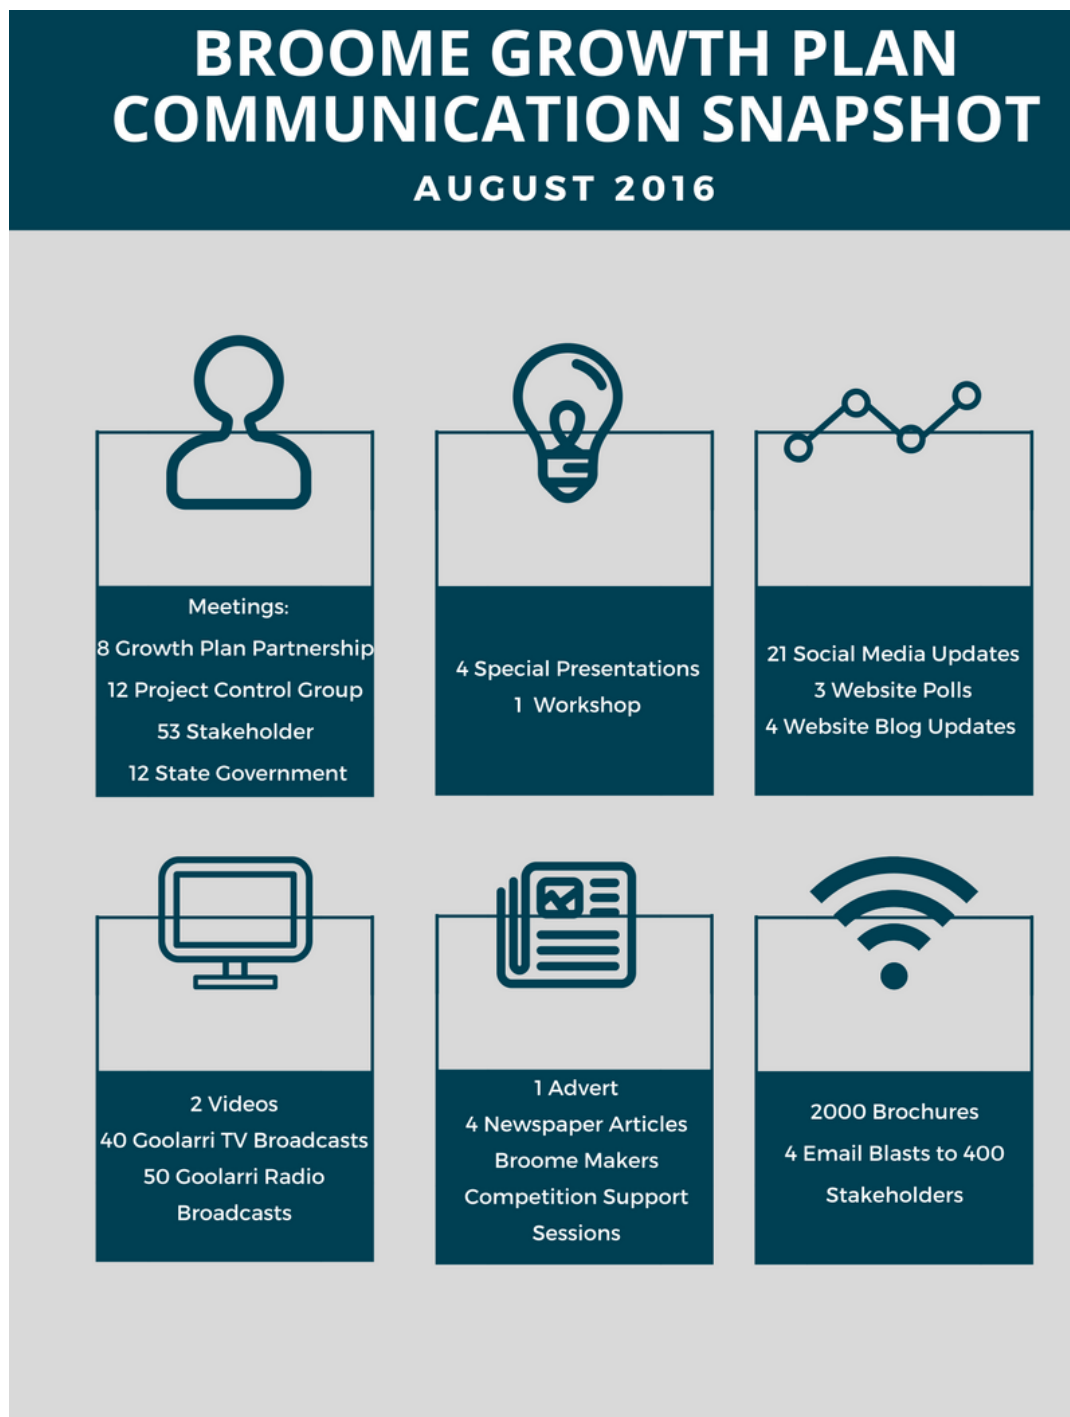 BROOME GROWTH PLAN
COMMUNICATION SNAPSHOT
AUGUST 2016
Meetings:
8 Growth Plan Partnership
12 Project Control Group
53 Stakeholder
12 State Government
4 Special Presentations
1 Workshop
21 Social Media Updates
3 Website Polls
4 Website Blog Updates
2 Videos
40 Goolarri TV Broadcasts
50 Goolarri Radio
Broadcasts
1 Advert
4 Newspaper Articles
Broome Makers
Competition Support
Sessions
2000 Brochures
4 Email Blasts to 400
Stakeholders